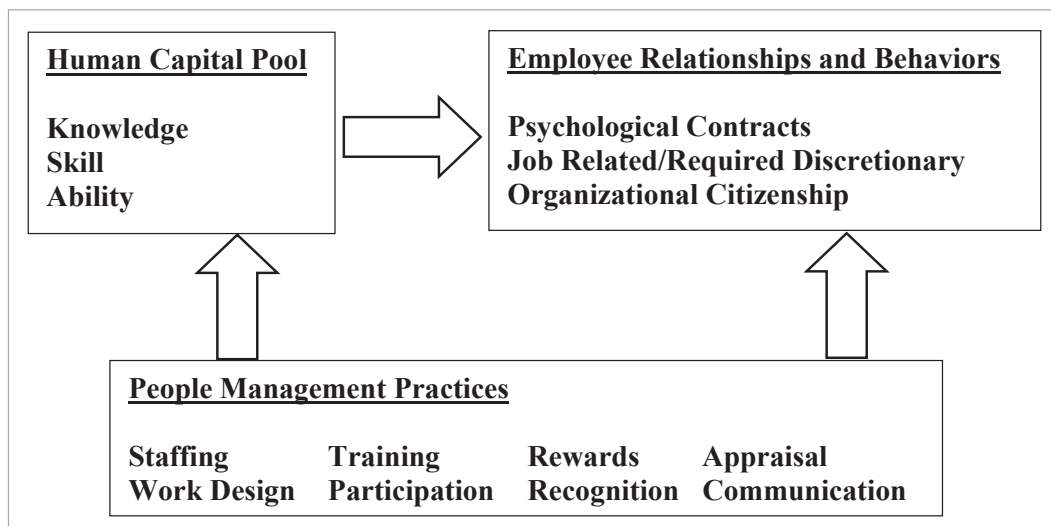 Human Capital Pool
Knowledge
Skill
Ability
Employee Relationships and Behaviors
Psychological Contracts
Job Related/Required Discretionary
Organizational Citizenship
People Management Practices
Staffing Training Rewards Appraisal
Work Design Participation Recognition Communication